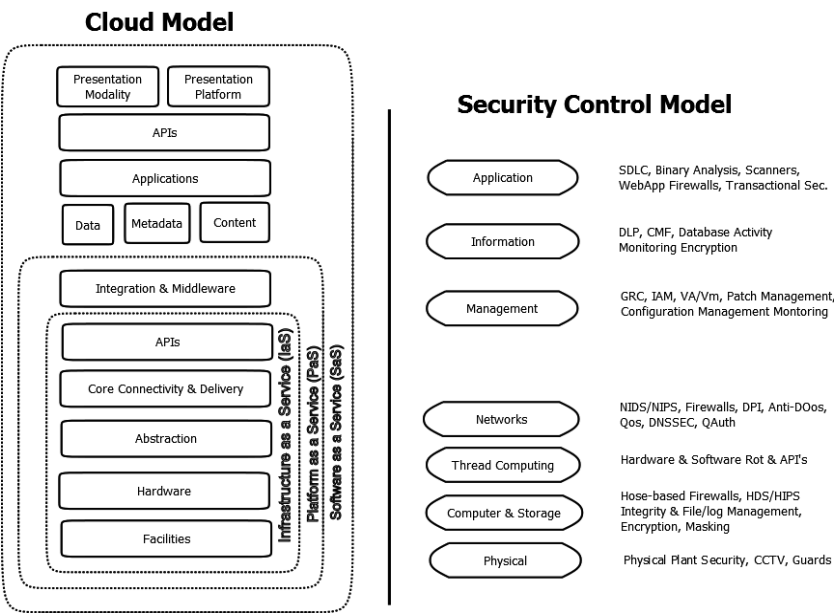 Cloud Model
Presentation
Modality
Presentation
Platform
APIs
Applications
Data
Metadata
Content
Integration & Middleware
APIs
Core Connectivity & Delivery
Abstraction
Hardware
Facilities
Infrastructure as a Service (IaS)
Platform as a Service (PaS)
Software as a Service (SaS)
Security Control Model
Application
SDLC, Binary Analysis, Scanners,
WebApp Firewalls, Transactional Sec.
Information
DLP, CMF, Database Activity
Monitoring Encryption
Management
GRC, IAM, VA/Vm, Patch Management,
Configuration Management Montoring
Networks
NIDS/NIPS, Firewalls, DPI, Anti-DOos,
Qos, DNSSEC, QAuth
Thread Computing
Hardware & Software Rot & API's
Computer & Storage
Hose-based Firewalls, HDS/HIPS
Integrity & File/log Management,
Encryption, Masking
Physical
Physical Plant Security, CCTV, Guards